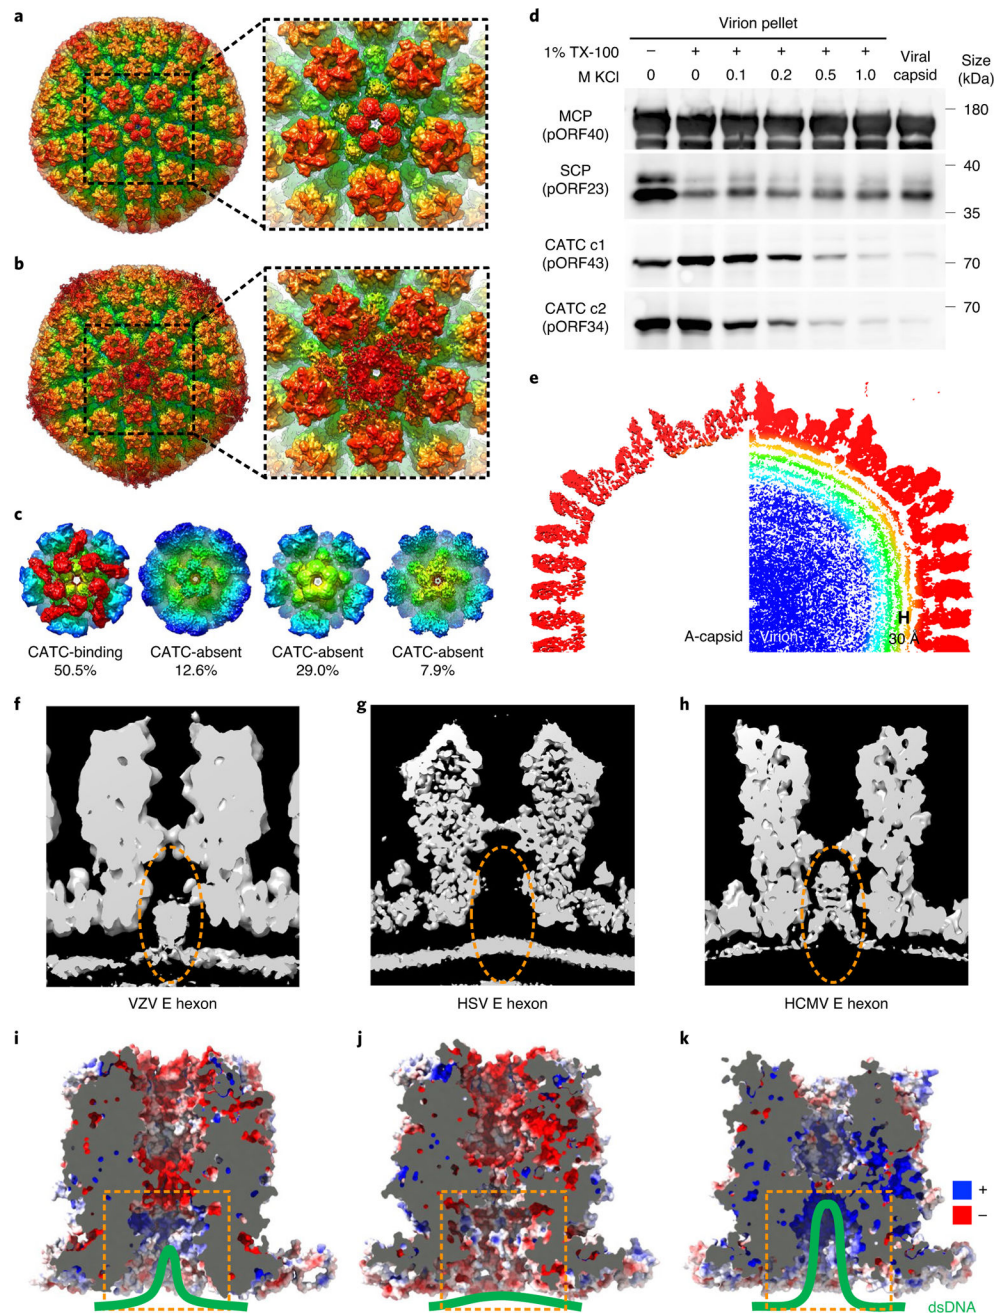 a
b
c
CATC-binding
50.5%
CATC-absent
12.6%
CATC-absent
29.0%
CATC-absent
7.9%
d
Virion pellet
1% TX-100 – + + + + + Viral capsid Size (kDa)
M KCl 0 0 0.1 0.2 0.5 1.0
MCP
(pORF40)
180
SCP
(pORF23)
40
35
CATC c1
(pORF43)
70
CATC c2
(pORF34)
70
e
A-capsid
Virion
H
30 Å
f
VZV E hexon
g
HSV E hexon
h
HCMV E hexon
i
j
k
+
–
dsDNA